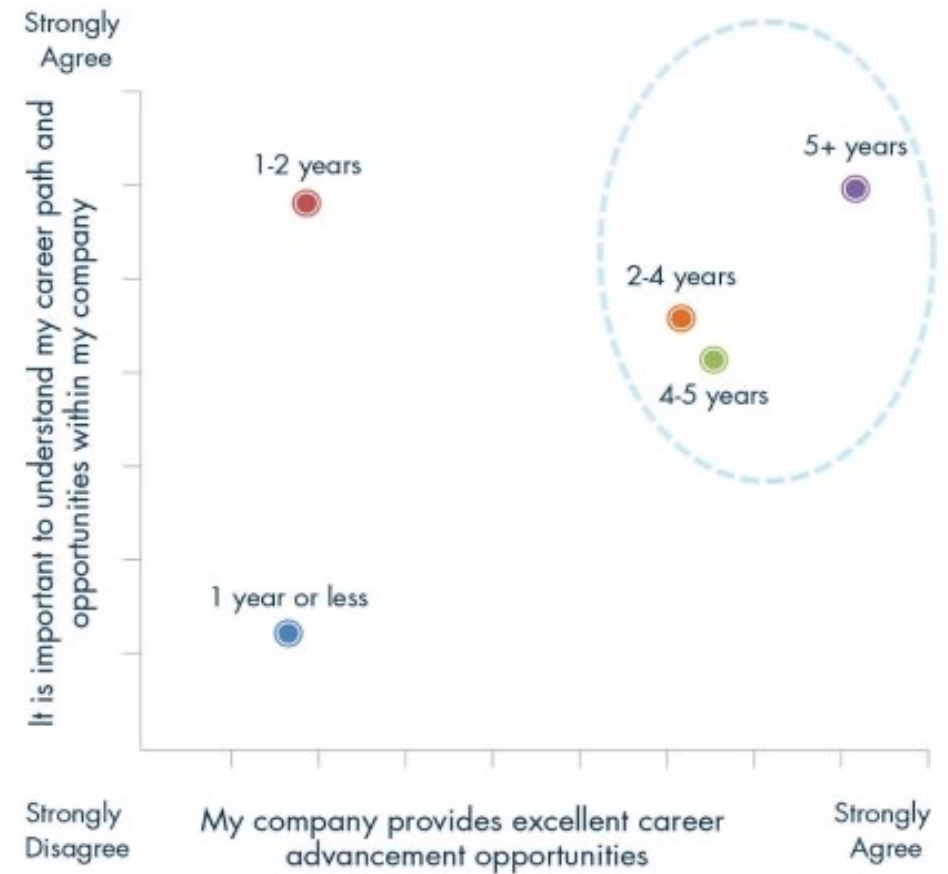 Strongly
Agree
It is important to understand my career path and
opportunities within my company
1-2 years
5+ years
2-4 years
4-5 years
1 year or less
Strongly
Disagree
My company provides excellent career
advancement opportunities
Strongly
Agree